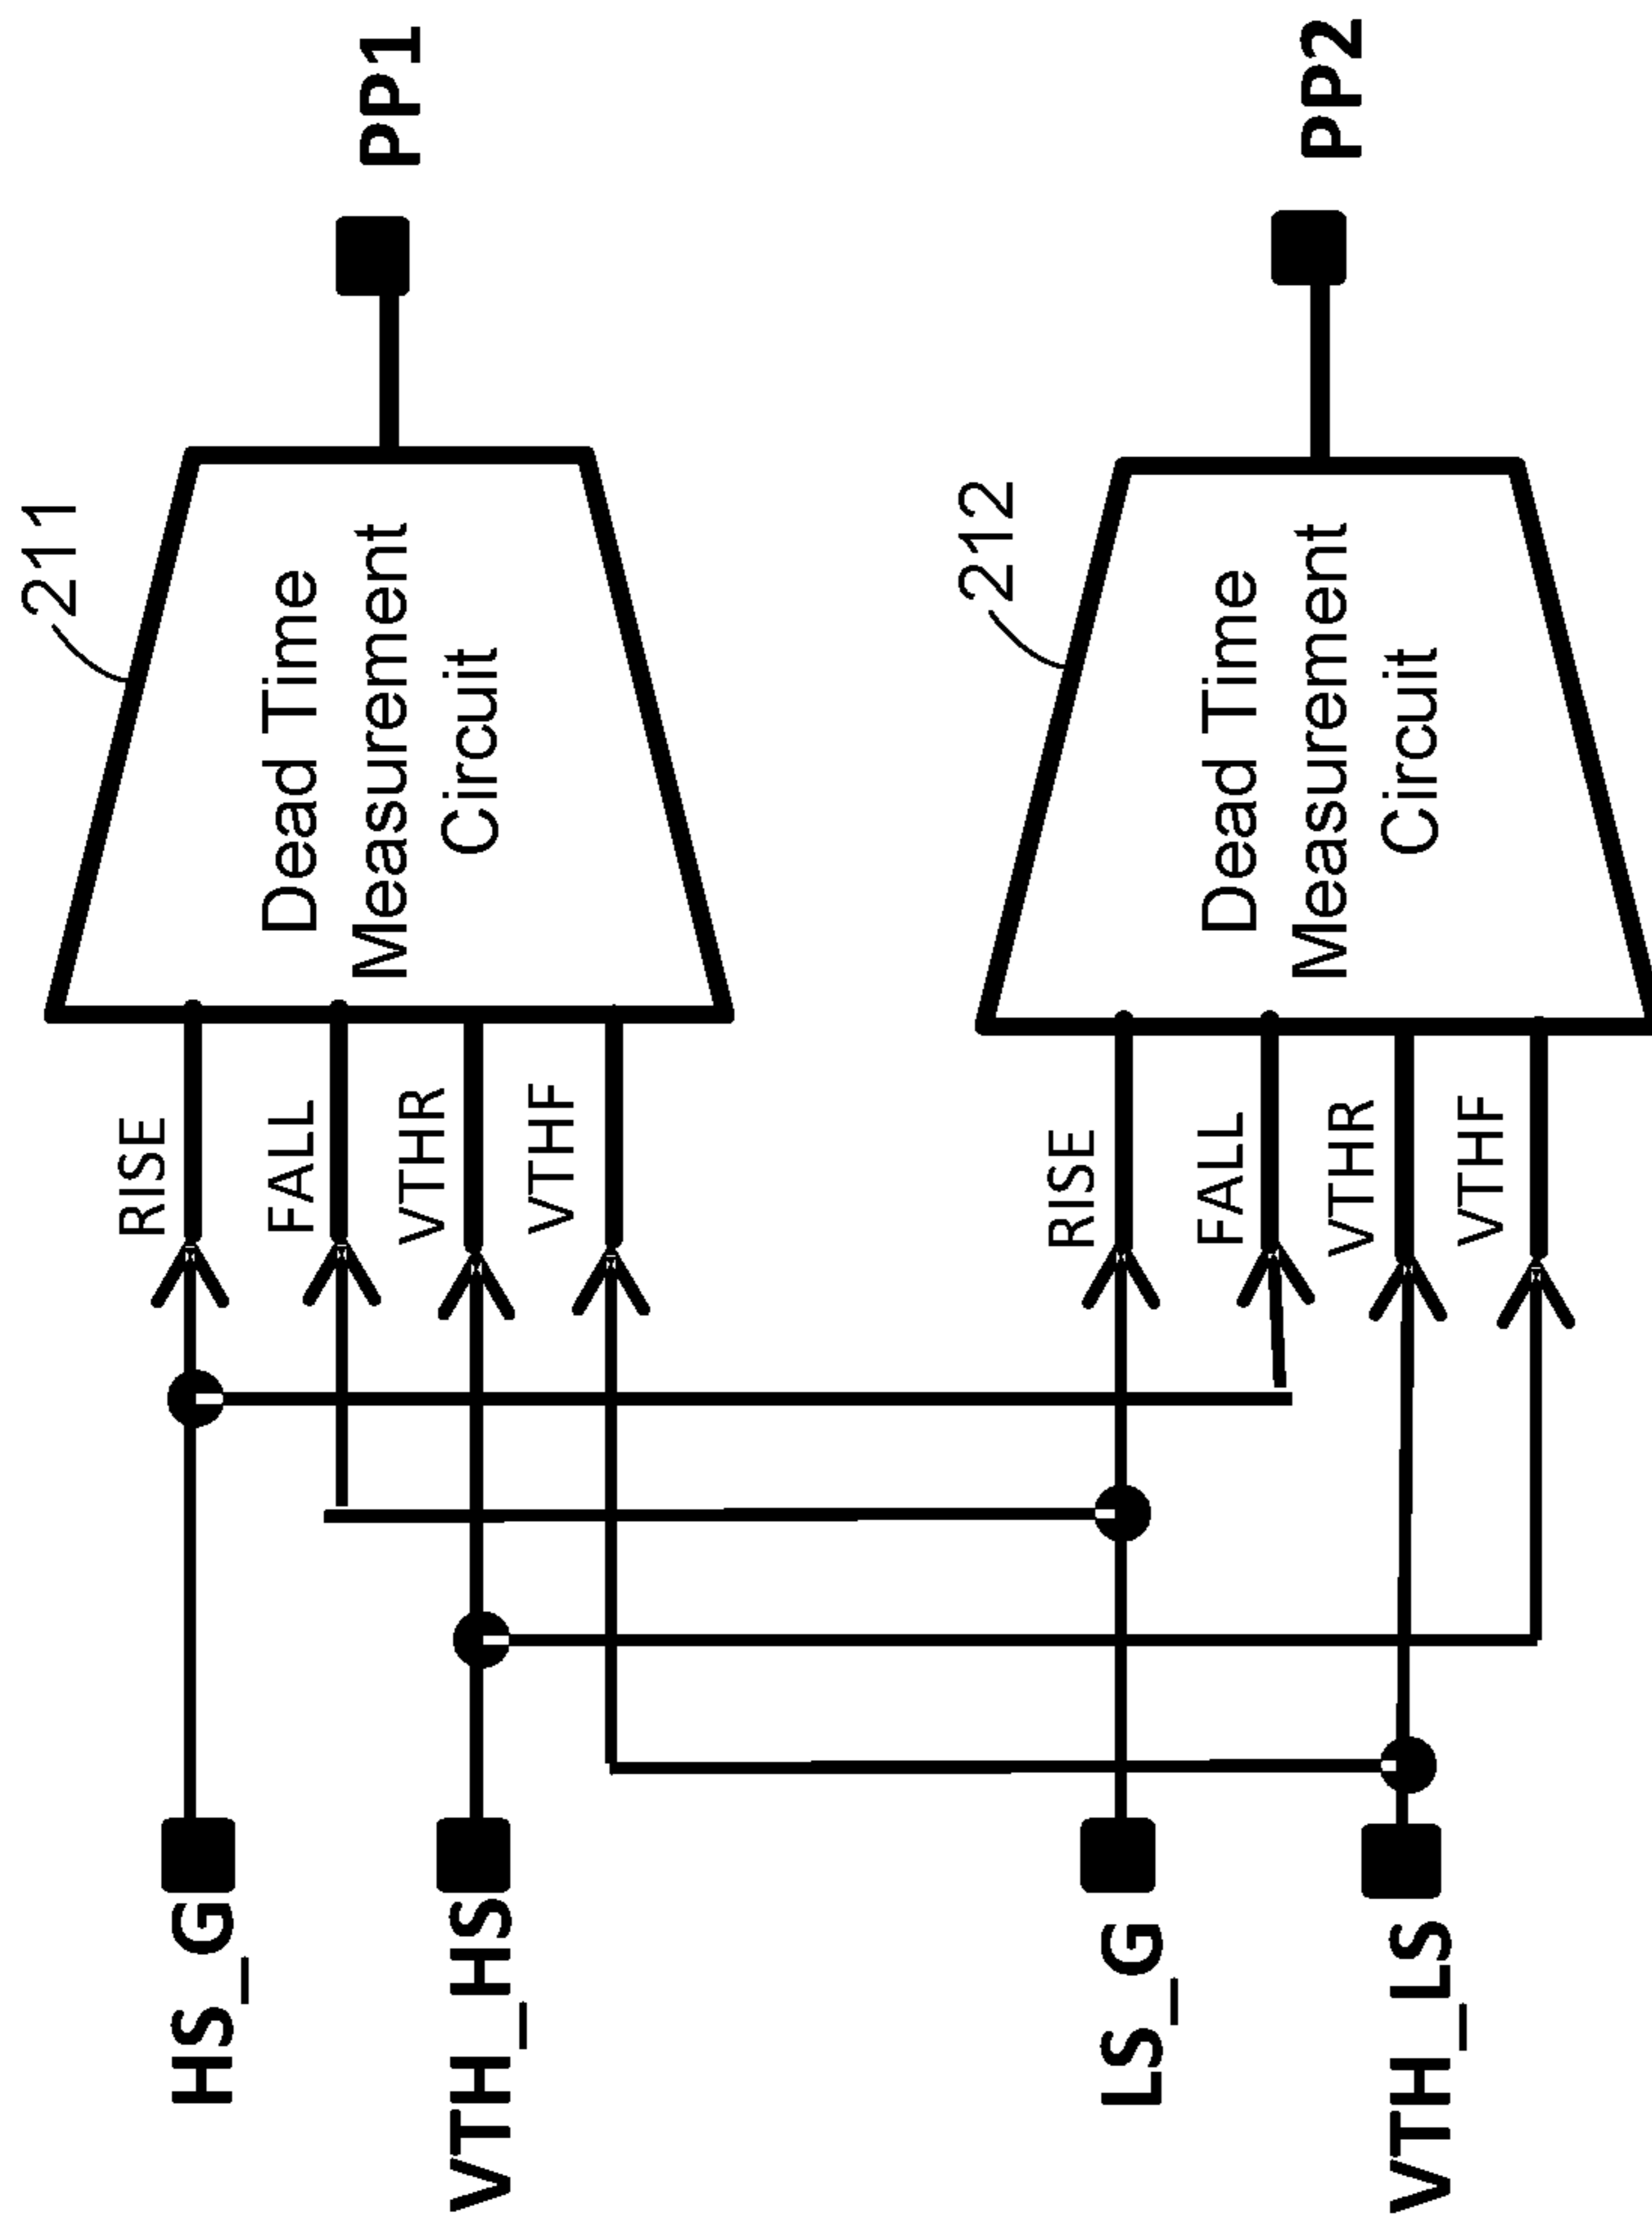 HS_G
VTH_HS
LS_G
VTH_LS
RISE
FALL
VTHR
VTHF
211
Dead Time
Measurement
Circuit
PP1
RISE
FALL
VTHR
VTHF
212
Dead Time
Measurement
Circuit
PP2